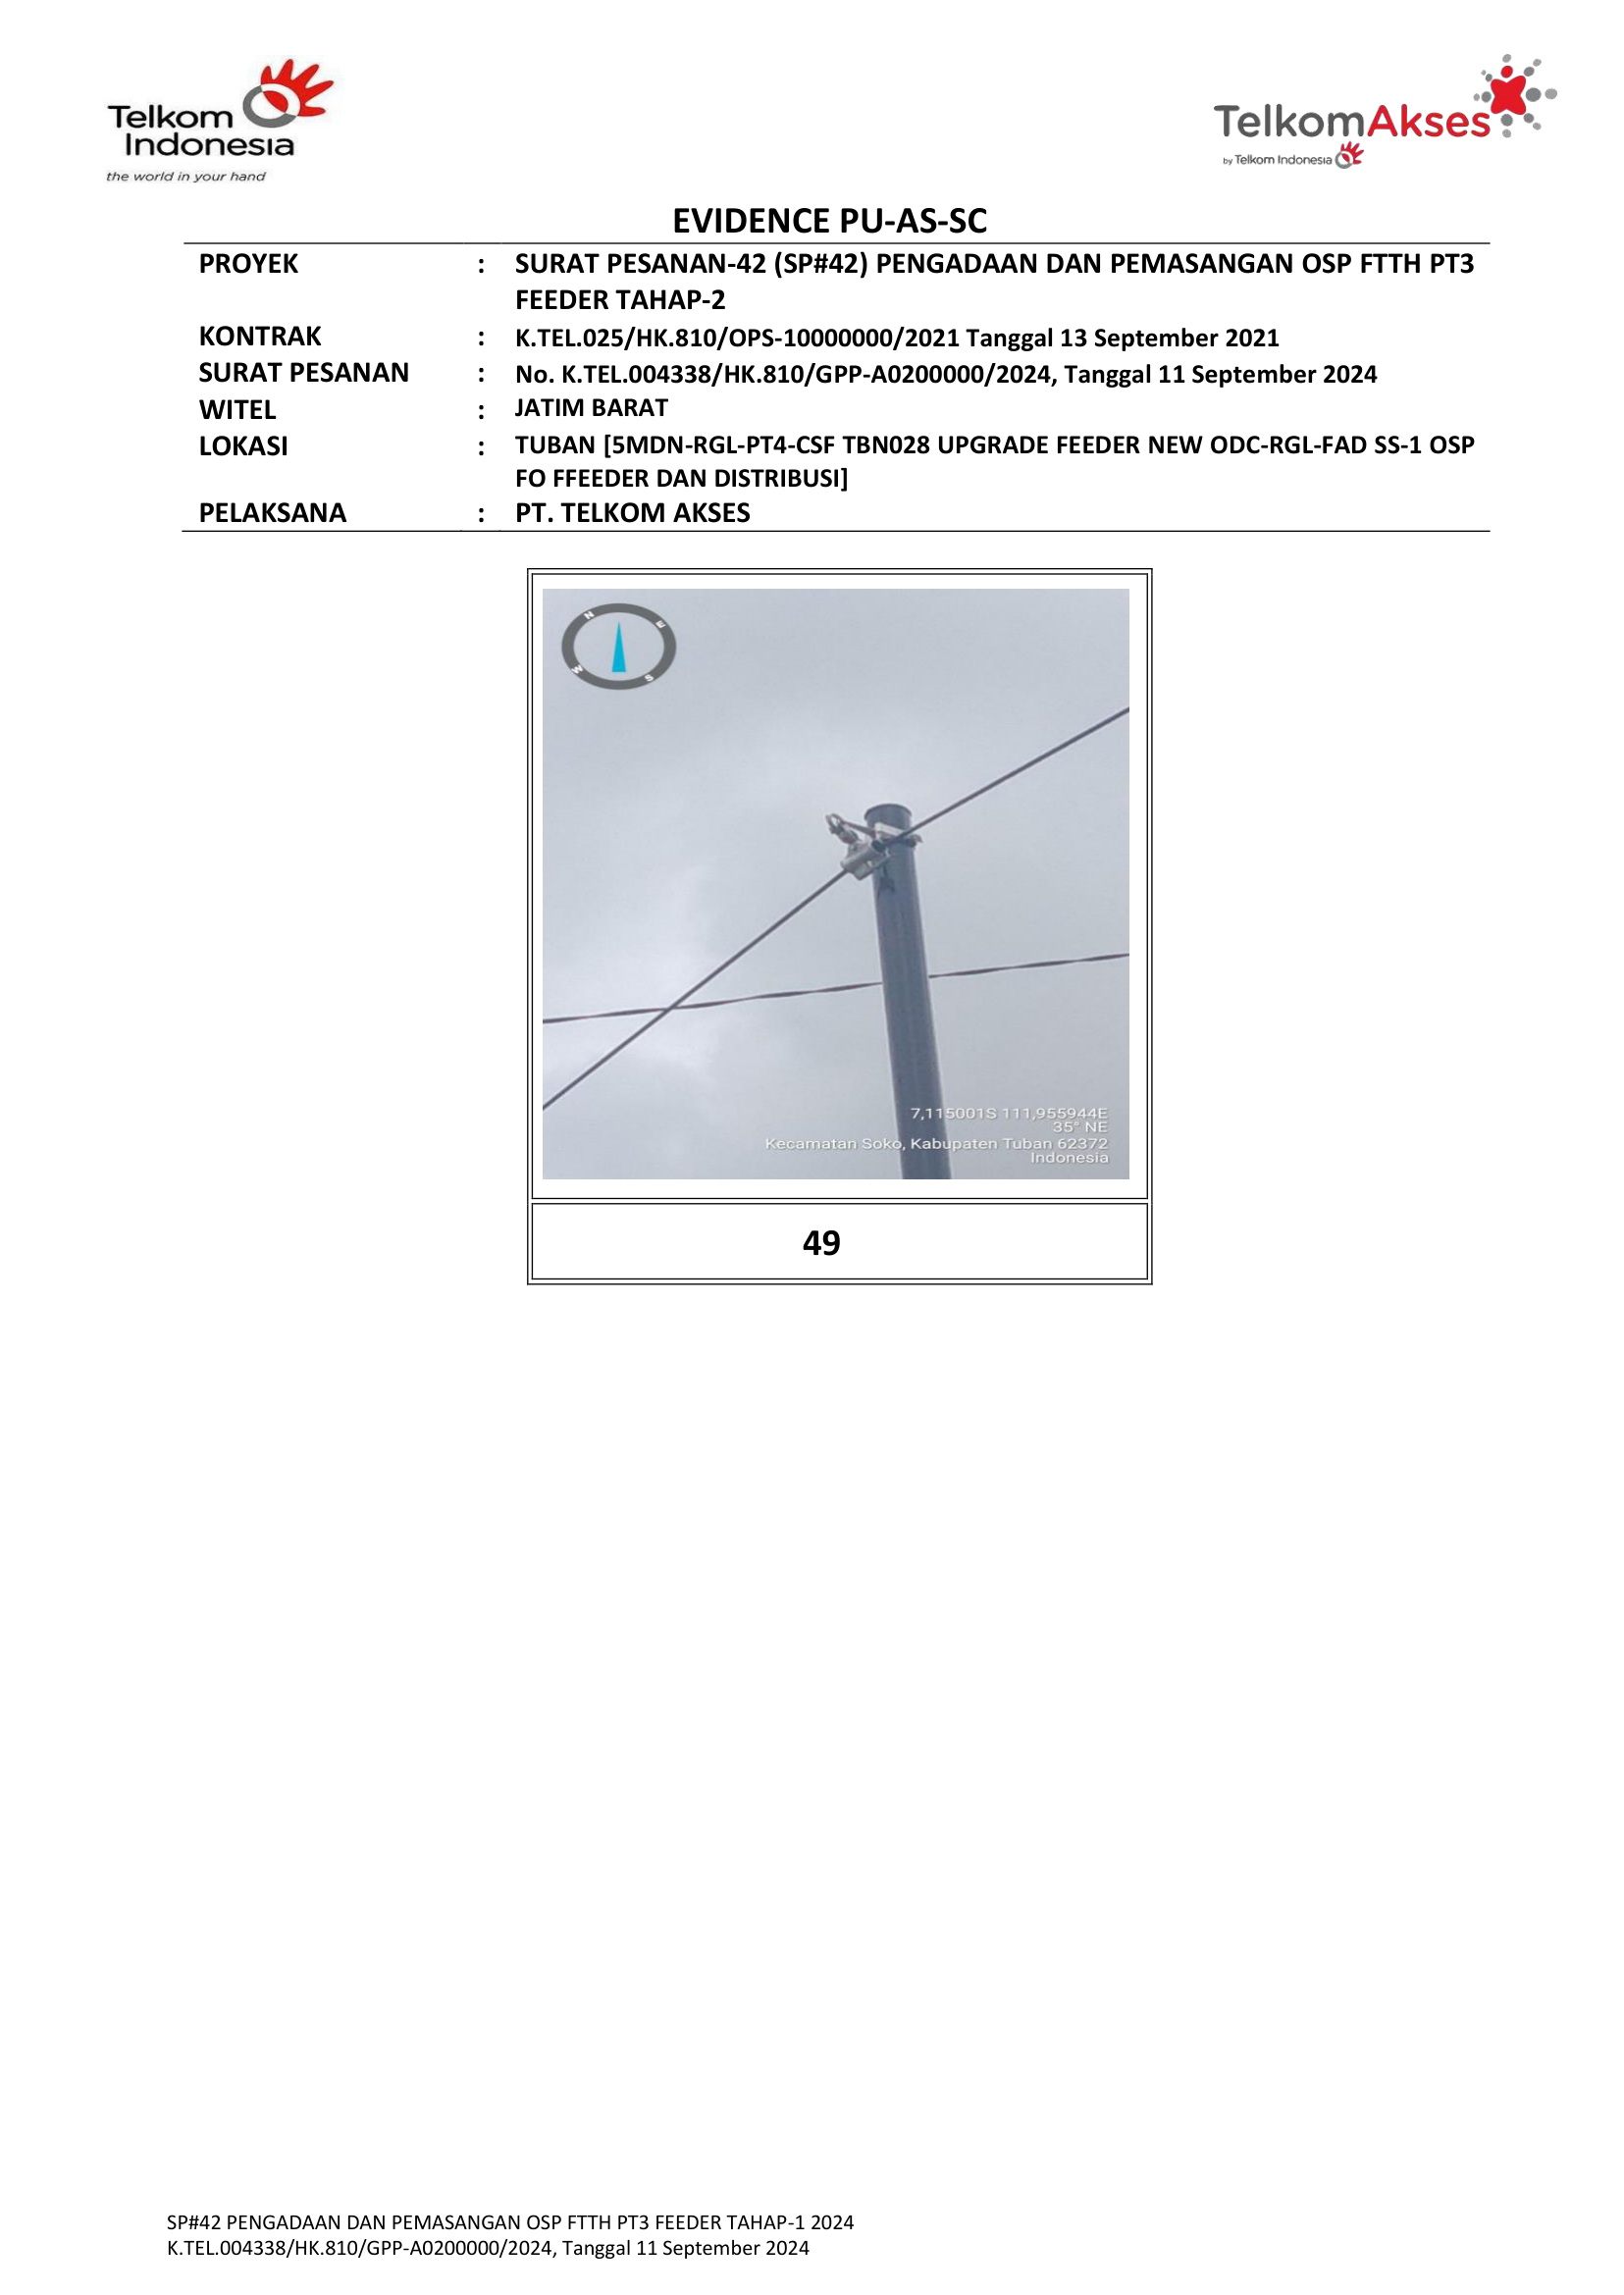 Telkom
Indonesia
the world in your hand
TelkomAkses
by Telkom Indonesia
EVIDENCE PU-AS-SC
PROYEK : SURAT PESANAN-42 (SP#42) PENGADAAN DAN PEMASANGAN OSP FTTH PT3
FEEDER TAHAP-2
KONTRAK : K.TEL.025/HK.810/OPS-10000000/2021 Tanggal 13 September 2021
SURAT PESANAN : No. K.TEL.004338/HK.810/GPP-A0200000/2024, Tanggal 11 September 2024
WITEL : JATIM BARAT
LOKASI : TUBAN [5MDN-RGL-PT4-CSF TBN028 UPGRADE FEEDER NEW ODC-RGL-FAD SS-1 OSP
FO FFEEDER DAN DISTRIBUSI]
PELAKSANA : PT. TELKOM AKSES
N
E
W
S
7,115001S 111,955944E
35° NE
Kecamatan Soko, Kabupaten Tuban 62372
Indonesia
49
SP#42 PENGADAAN DAN PEMASANGAN OSP FTTH PT3 FEEDER TAHAP-1 2024
K.TEL.004338/HK.810/GPP-A0200000/2024, Tanggal 11 September 2024